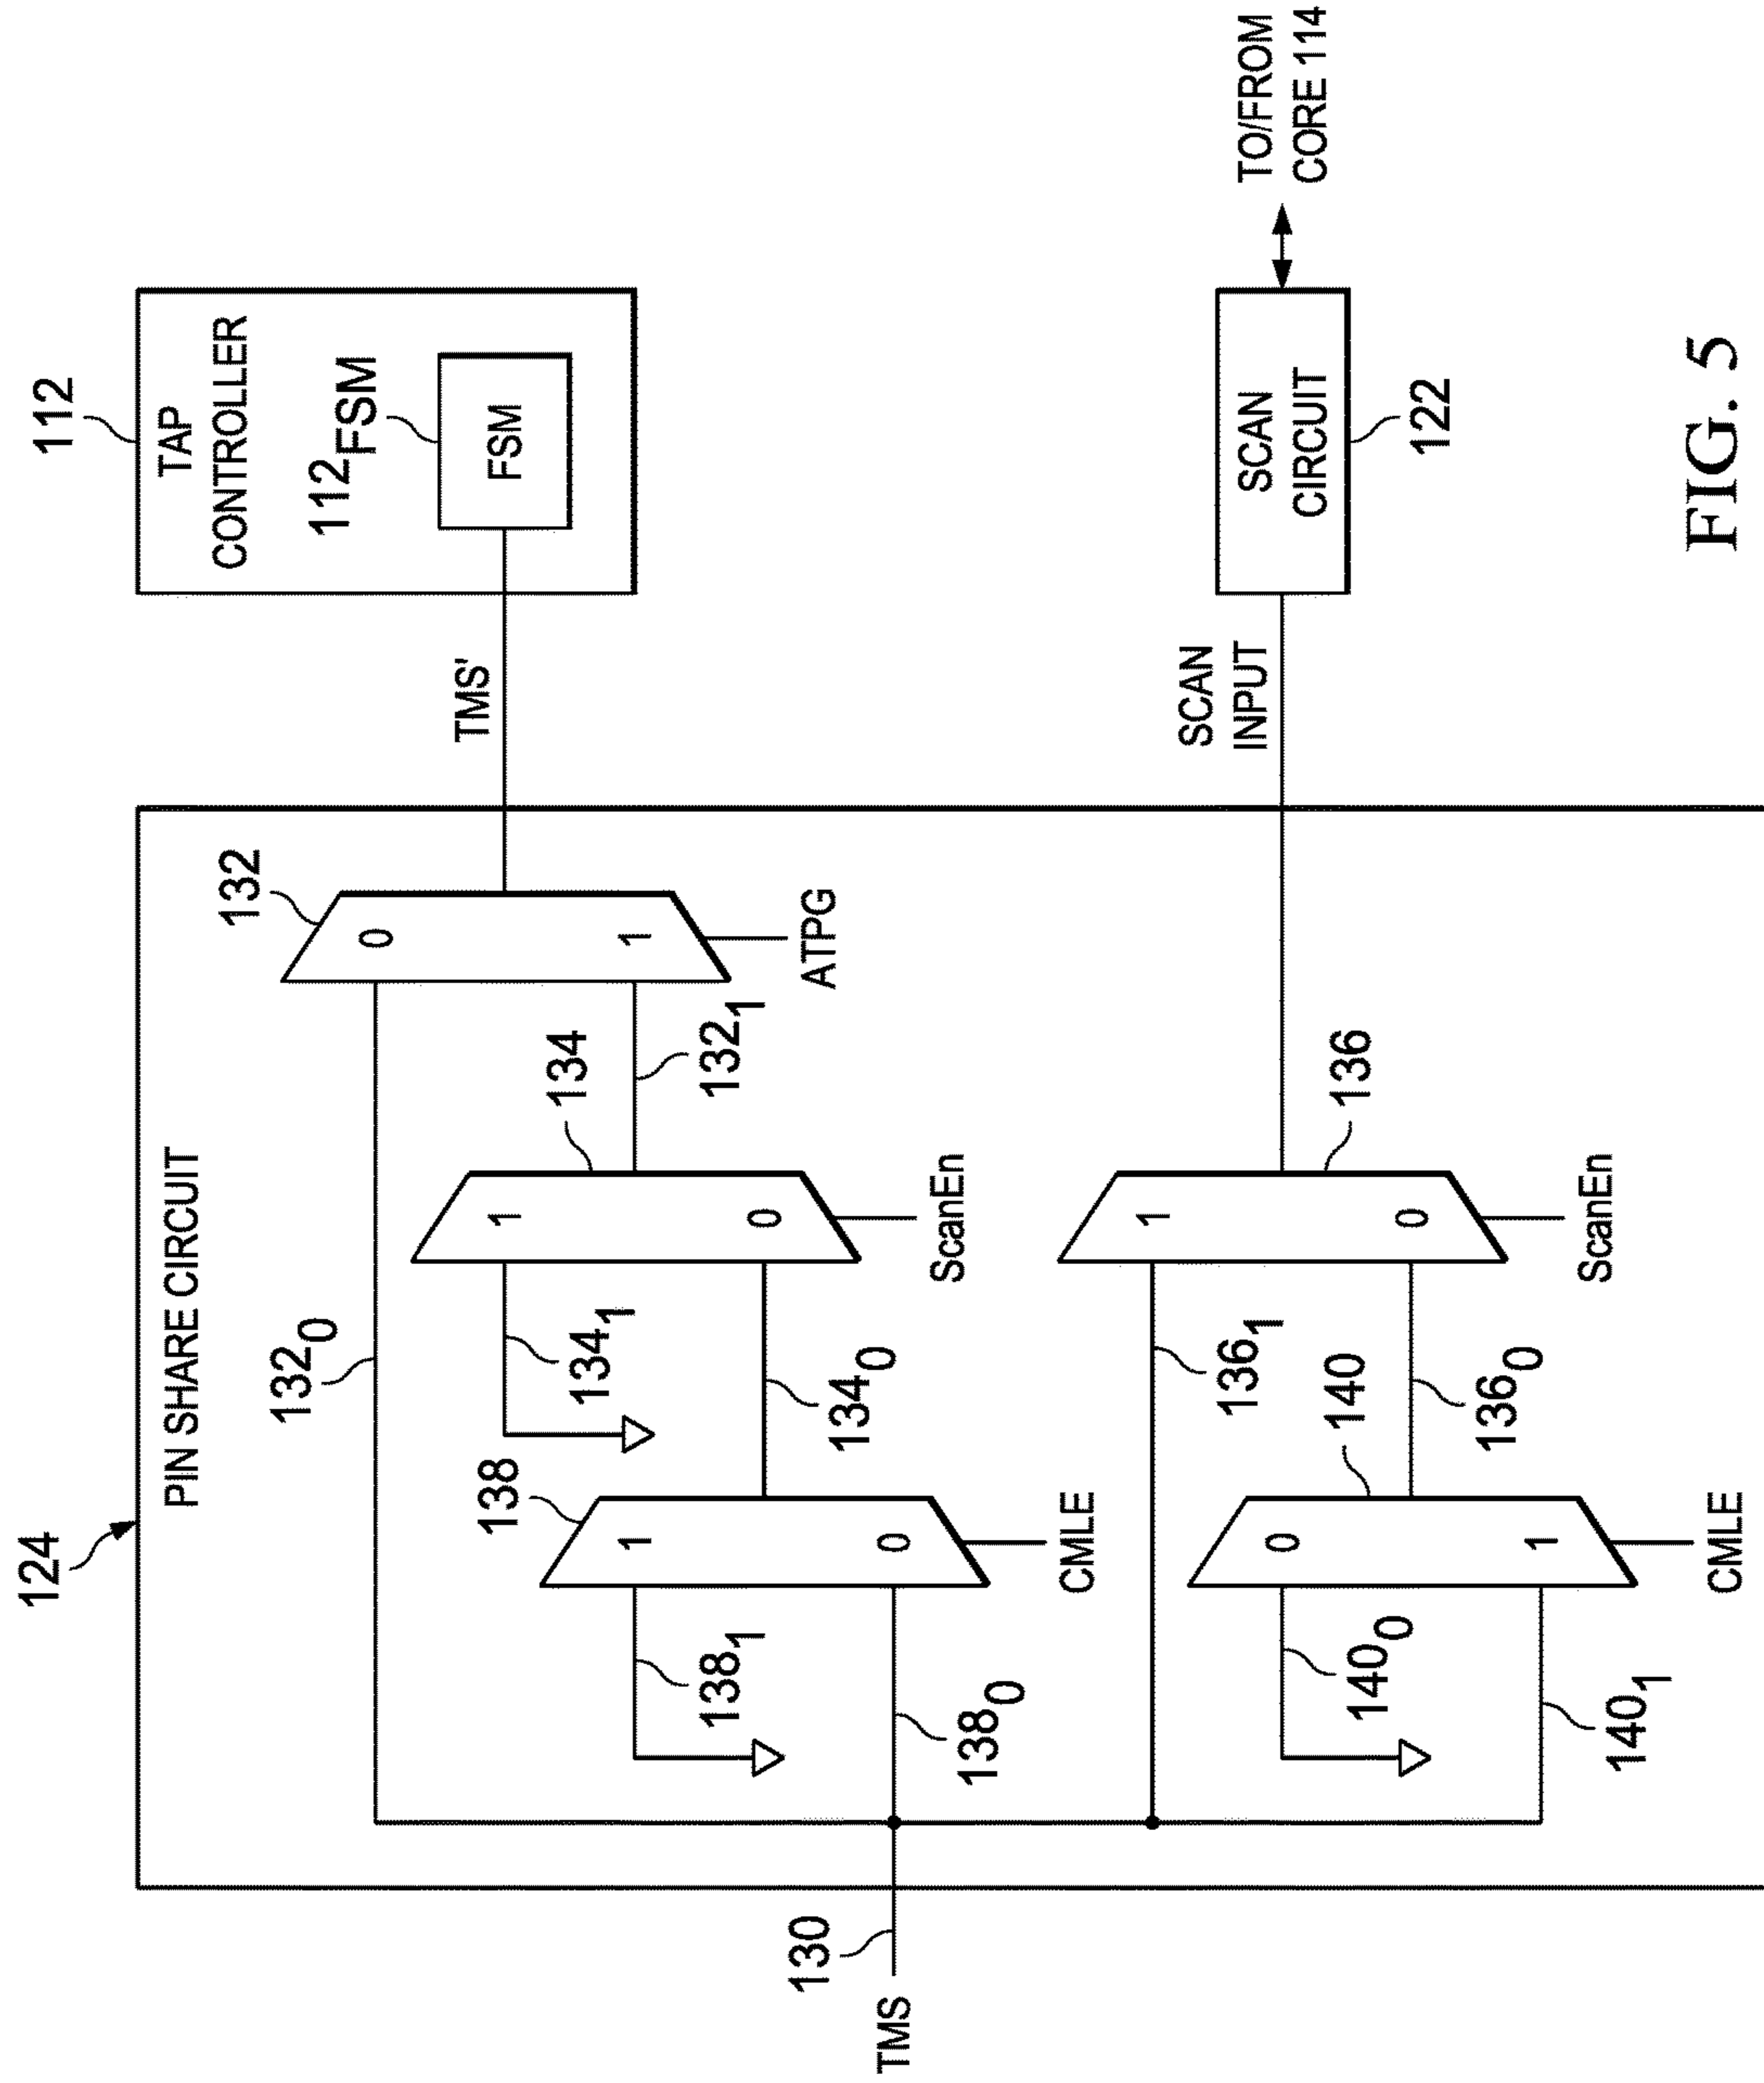 124
PIN SHARE CIRCUIT
112
TAP
CONTROLLER
112FSM
FSM
TMS'
132
0
1
ATPG
132₀
132₁
134
1
0
ScanEn
134₁
134₀
138
1
0
CMLE
138₁
138₀
TMS
130
136
1
0
ScanEn
136₁
136₀
140
0
1
CMLE
140₀
140₁
SCAN
INPUT
SCAN
CIRCUIT
122
TO/FROM
CORE 114
FIG. 5